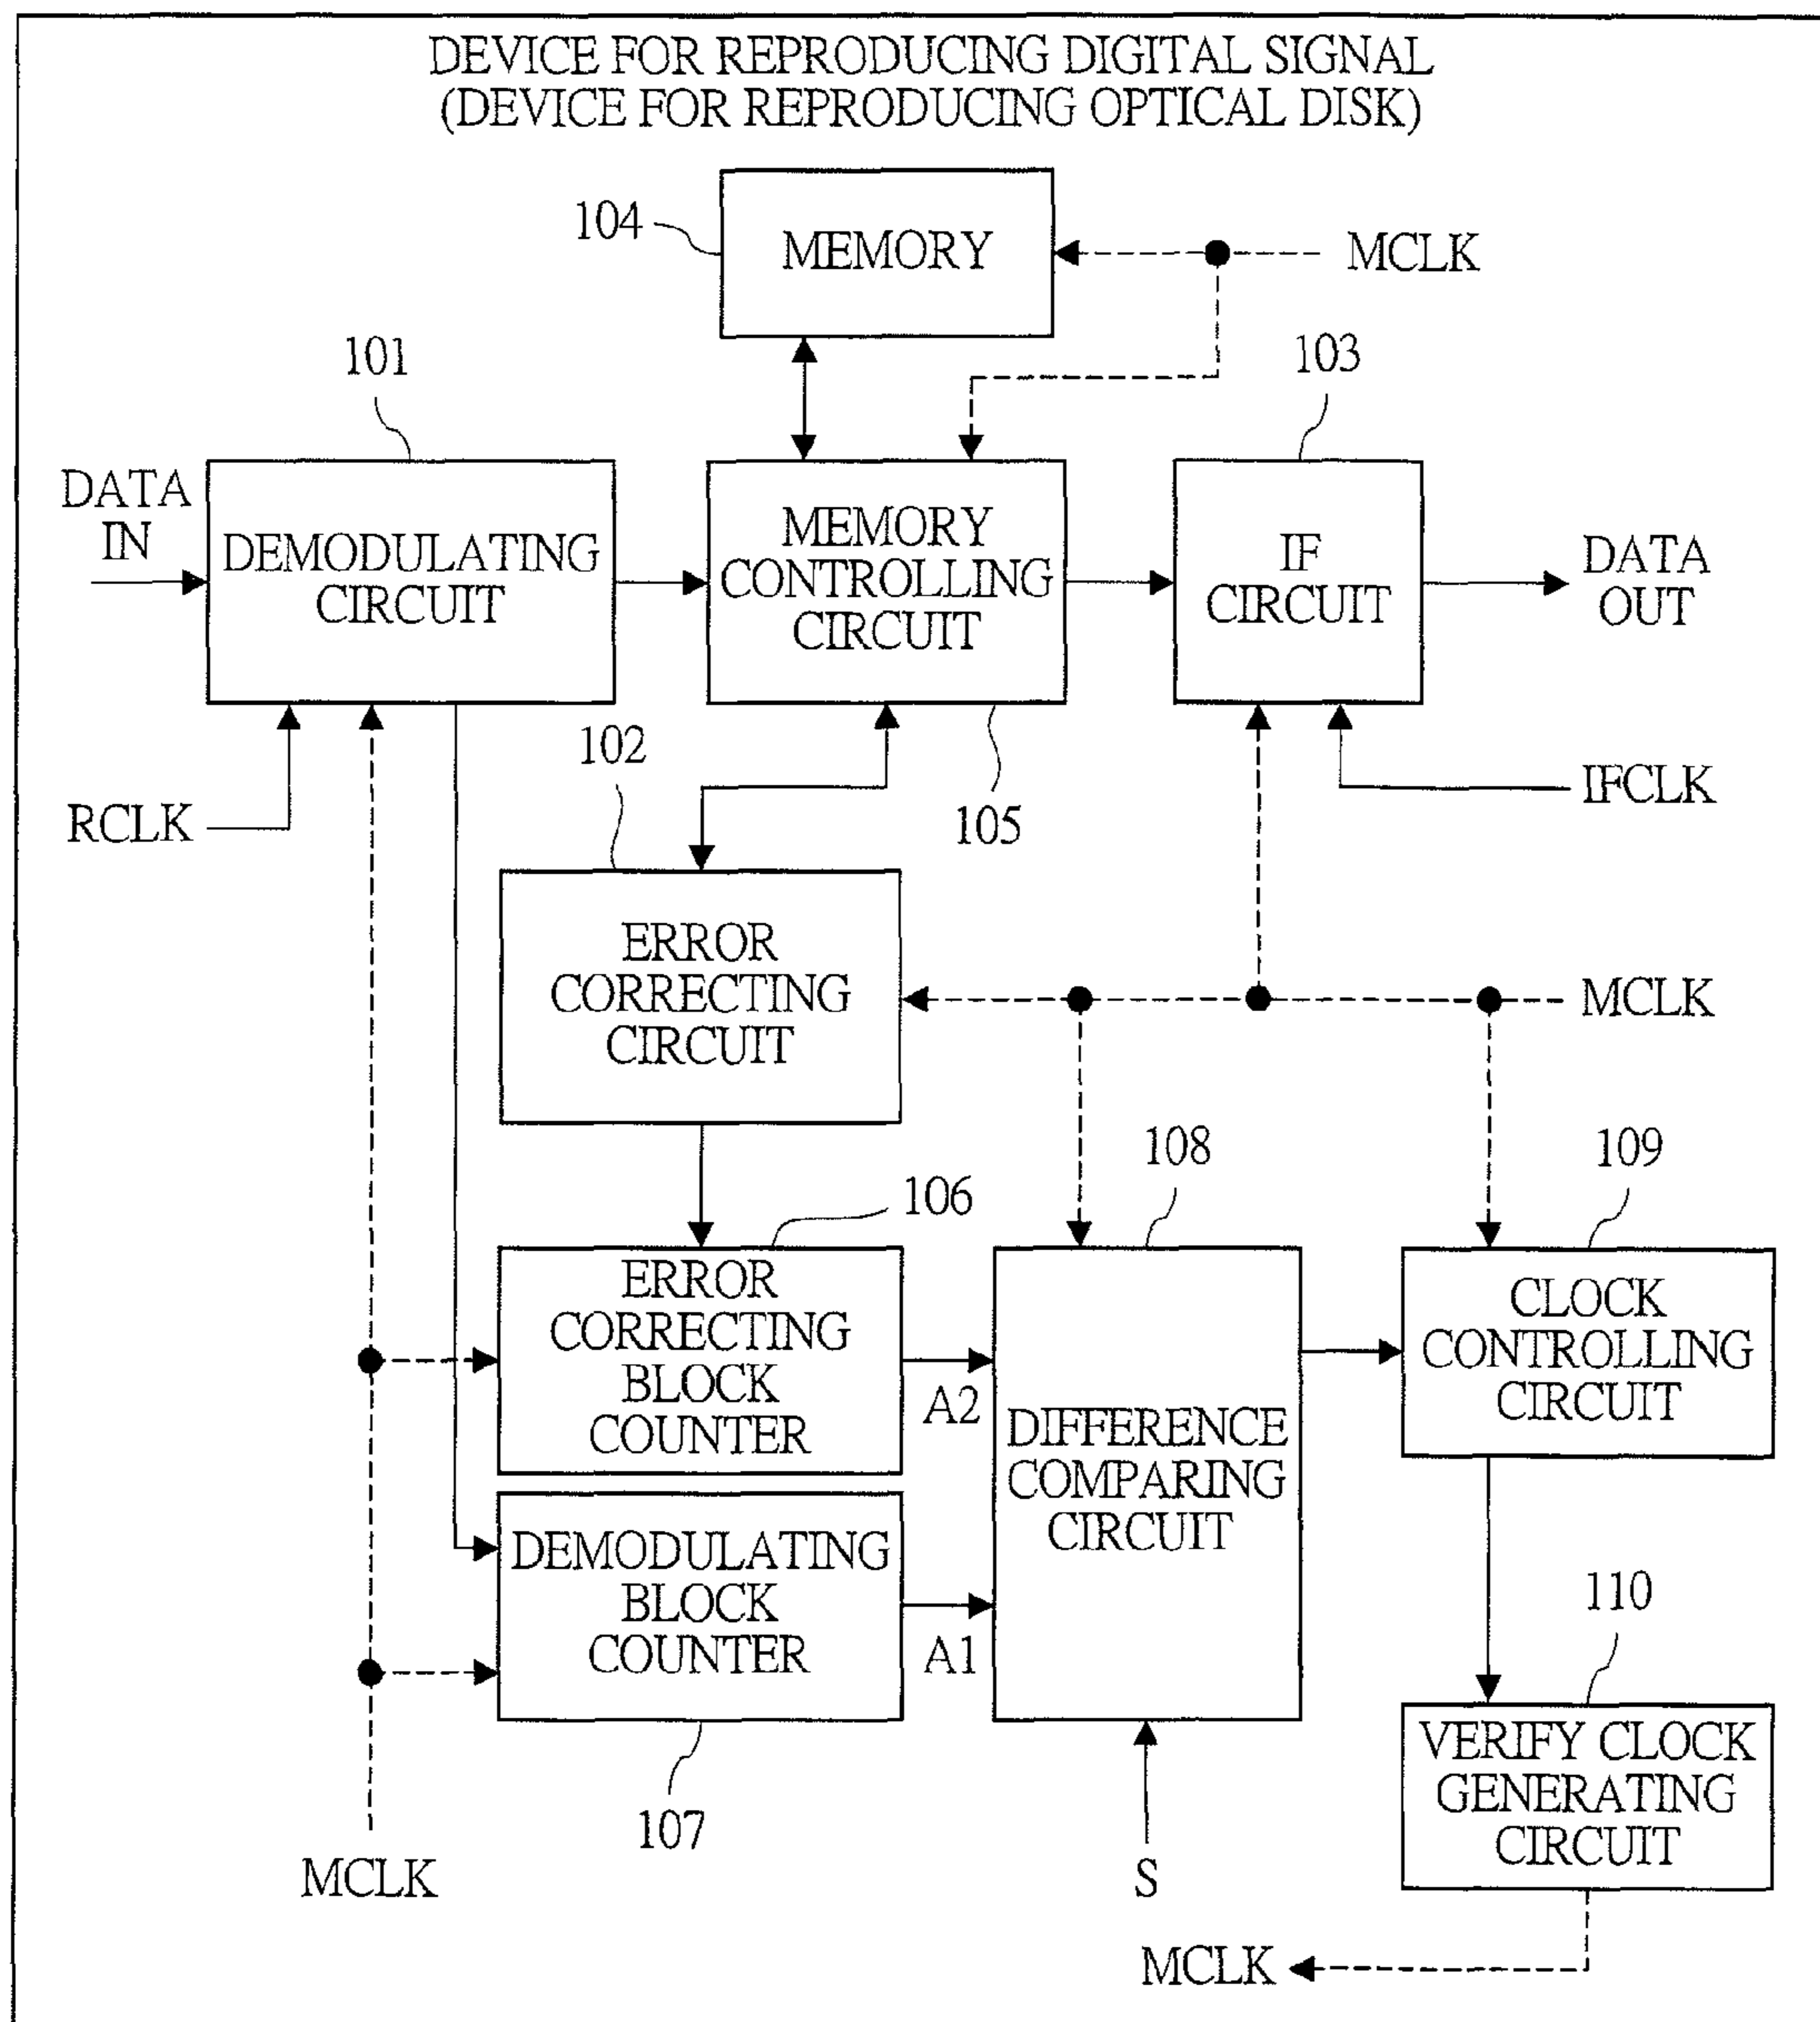 DEVICE FOR REPRODUCING DIGITAL SIGNAL
(DEVICE FOR REPRODUCING OPTICAL DISK)
104
MEMORY
MCLK
101
103
DATA
IN
DEMODULATING
CIRCUIT
MEMORY
CONTROLLING
CIRCUIT
IF
CIRCUIT
DATA
OUT
102
105
RCLK
IFCLK
ERROR
CORRECTING
CIRCUIT
MCLK
106
108
109
ERROR
CORRECTING
BLOCK
COUNTER
A2
DIFFERENCE
COMPARING
CIRCUIT
CLOCK
CONTROLLING
CIRCUIT
DEMODULATING
BLOCK
COUNTER
A1
110
107
VERIFY CLOCK
GENERATING
CIRCUIT
MCLK
S
MCLK